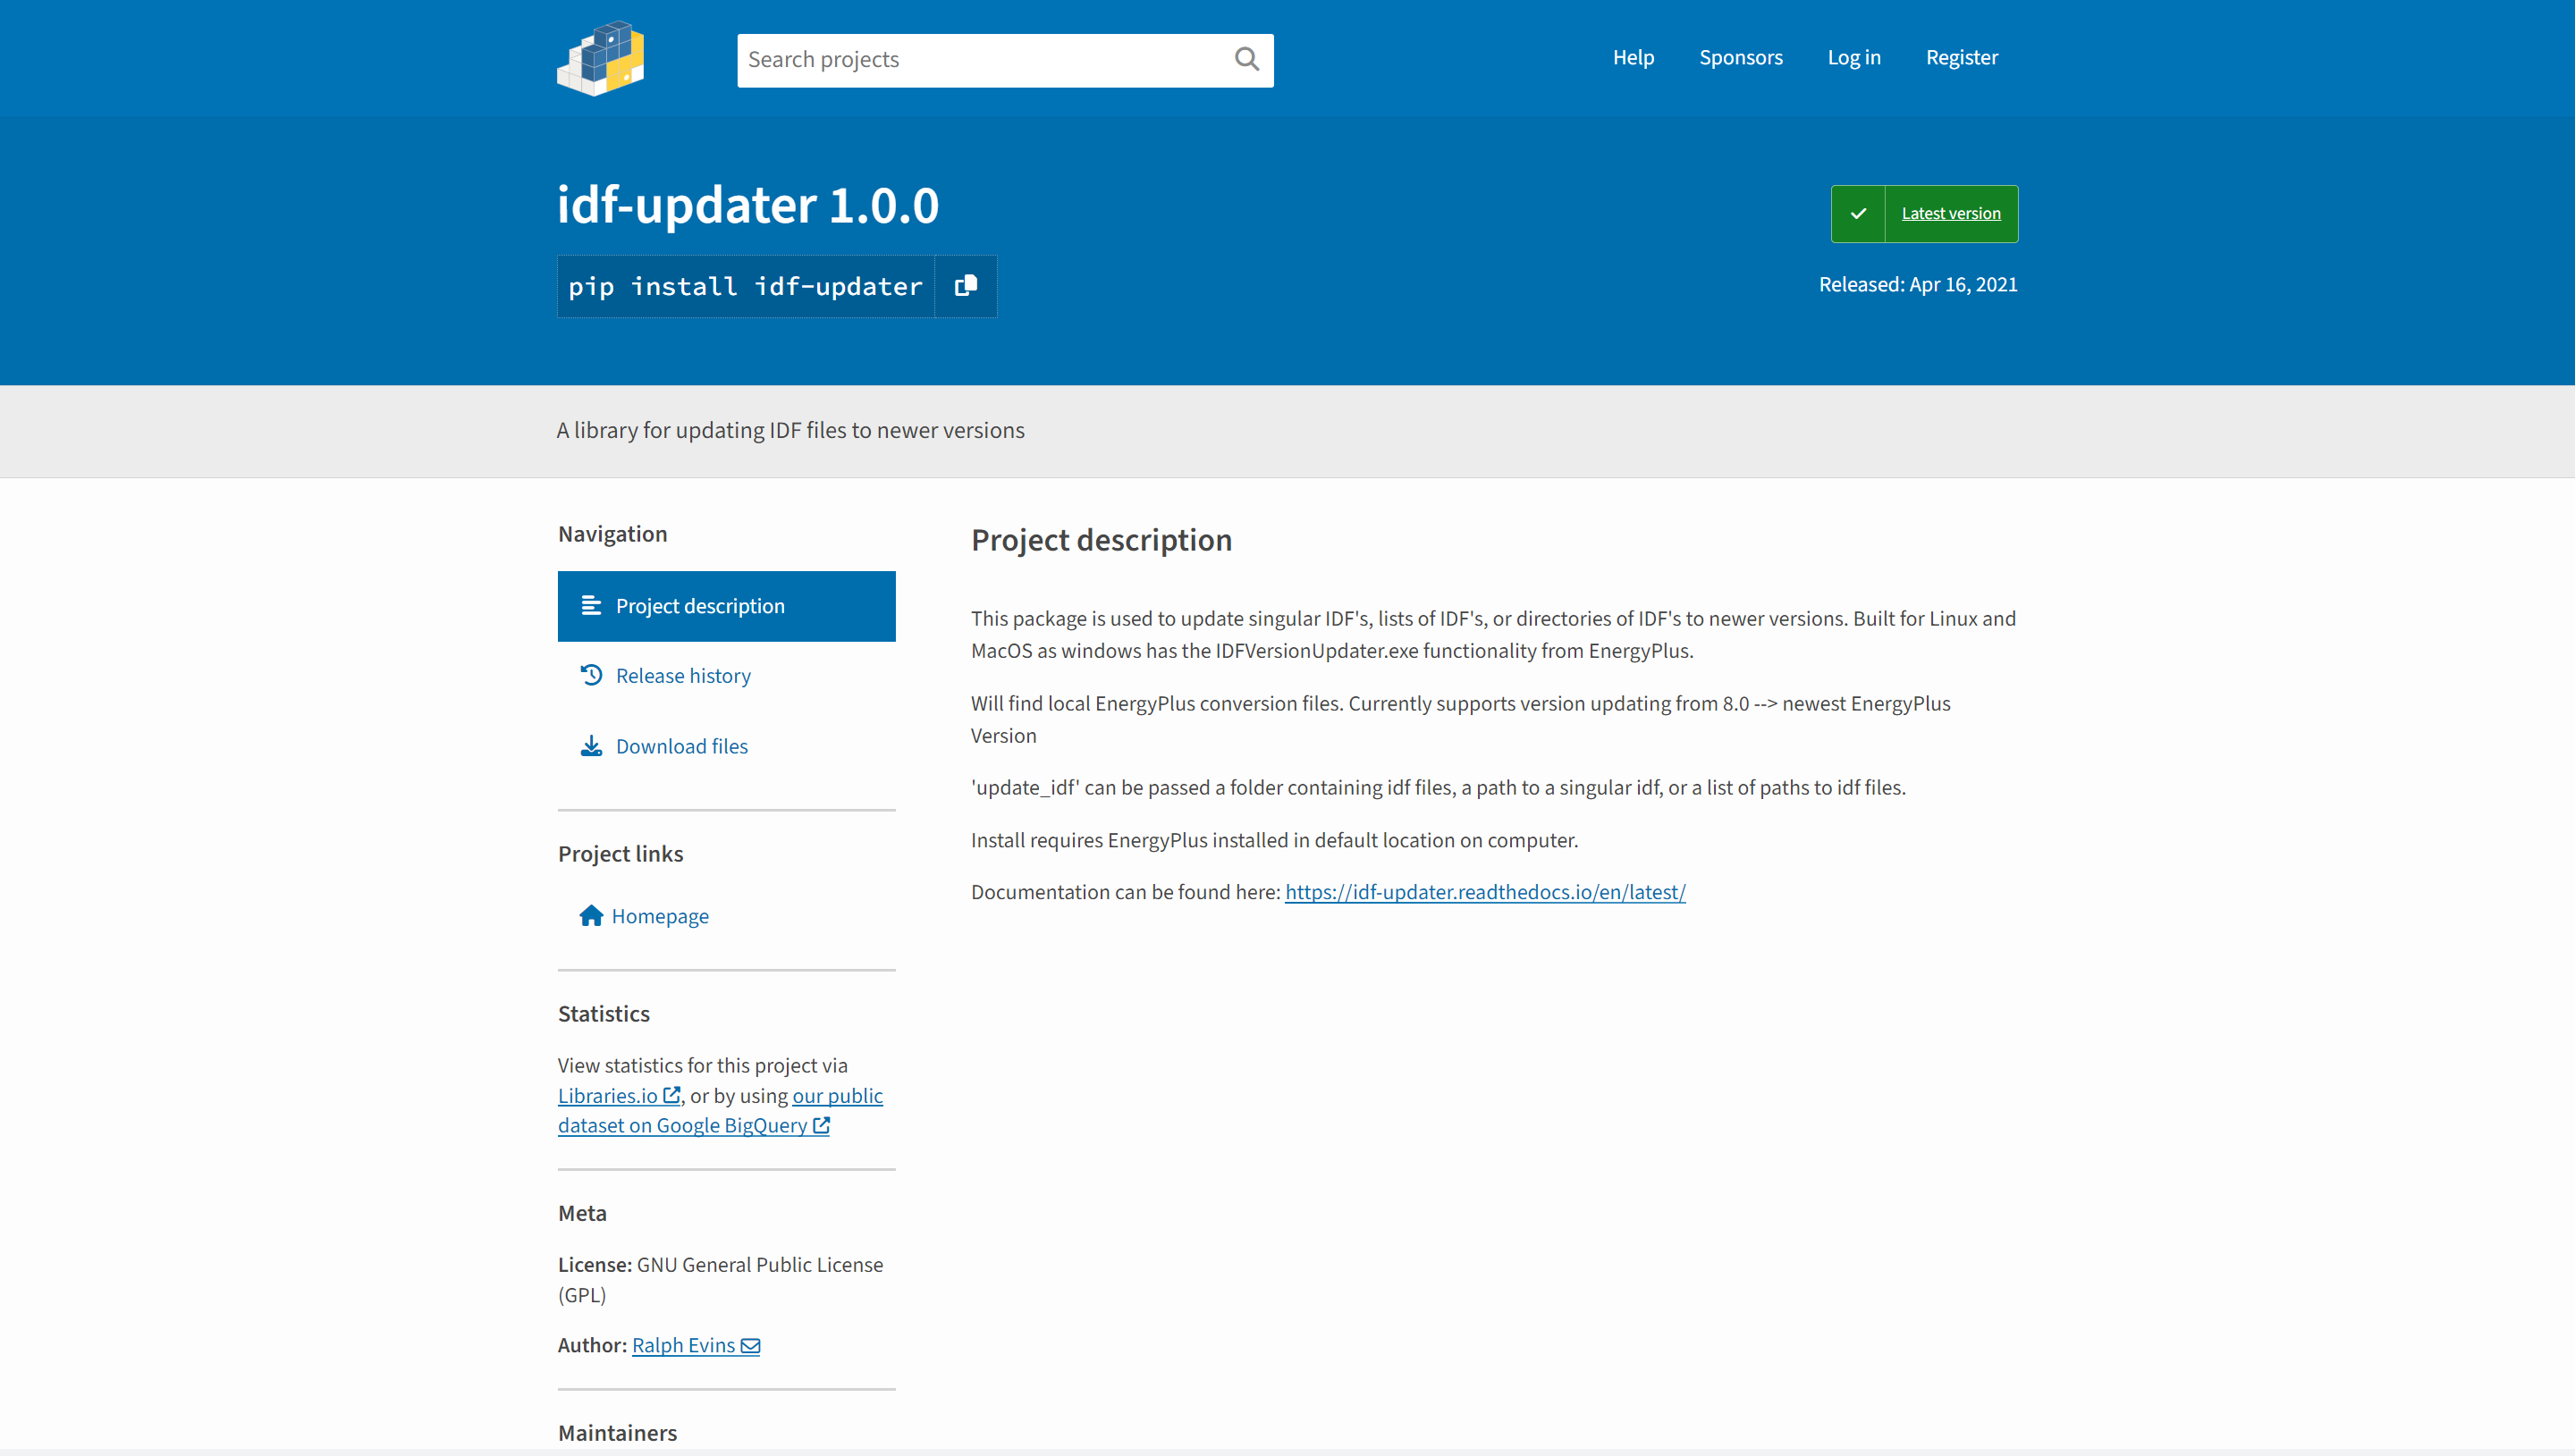 Search projects
Help
Sponsors
Log in
Register
idf-updater 1.0.0
pip install idf-updater
Latest version
Released: Apr 16, 2021
A library for updating IDF files to newer versions
Navigation
Project description
Release history
Download files
Project links
Homepage
Statistics
View statistics for this project via
Libraries.io, or by using our public
dataset on Google BigQuery
Meta
License: GNU General Public License
(GPL)
Author: Ralph Evins
Maintainers
Project description
This package is used to update singular IDF's, lists of IDF's, or directories of IDF's to newer versions. Built for Linux and
MacOS as windows has the IDFVersionUpdater.exe functionality from EnergyPlus.
Will find local EnergyPlus conversion files. Currently supports version updating from 8.0 --> newest EnergyPlus
Version
'update_idf' can be passed a folder containing idf files, a path to a singular idf, or a list of paths to idf files.
Install requires EnergyPlus installed in default location on computer.
Documentation can be found here: https://idf-updater.readthedocs.io/en/latest/